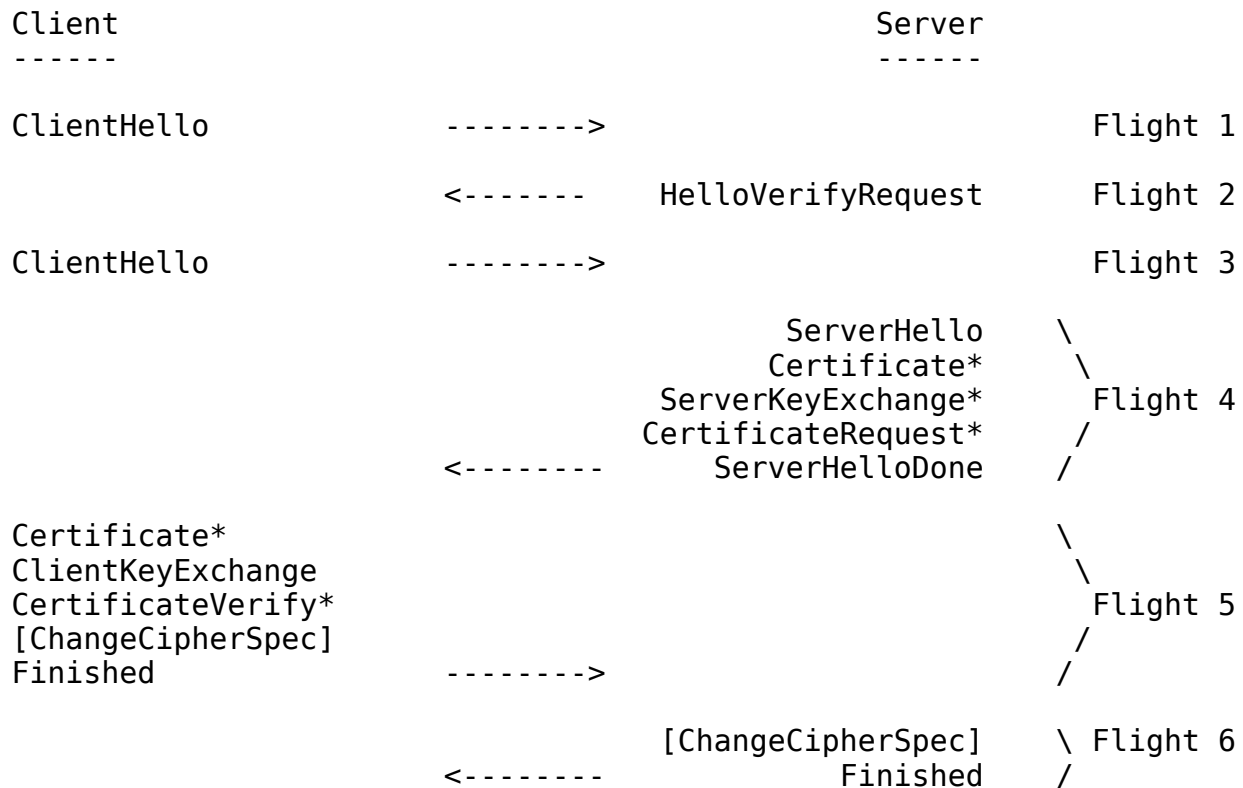 Client                                          Server
------                                          ------
ClientHello             -------->                           Flight 1
                        <-------    HelloVerifyRequest      Flight 2
ClientHello             -------->                           Flight 3
                                           ServerHello    \
                                          Certificate*     \
                                    ServerKeyExchange*      Flight 4
                                   CertificateRequest*     /
                        <--------      ServerHelloDone    /
Certificate*                                              \
ClientKeyExchange                                          \
CertificateVerify*                                          Flight 5
[ChangeCipherSpec]                                         /
Finished                -------->                         /
                                    [ChangeCipherSpec]    \ Flight 6
                        <--------             Finished    /